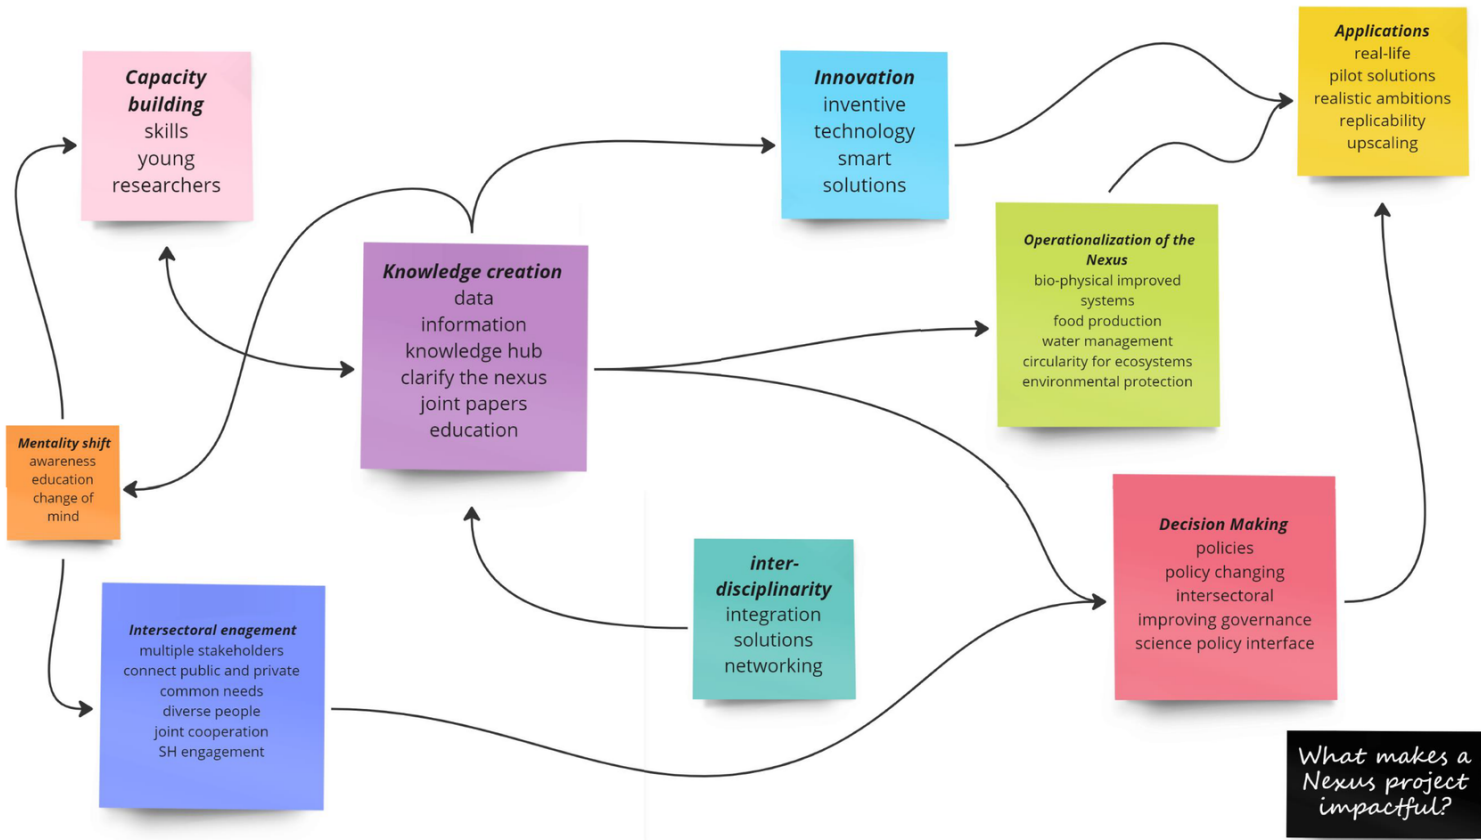 Capacity
building
skills
young
researchers
Innovation
inventive
technology
smart
solutions
Applications
real-life
pilot solutions
realistic ambitions
replicability
upscaling
Knowledge creation
data
information
knowledge hub
clarify the nexus
joint papers
education
Operationalization of the
Nexus
bio-physical improved
systems
food production
water management
circularity for ecosystems
environmental protection
Mentality shift
awareness
education
change of
mind
Intersectoral enagement
multiple stakeholders
connect public and private
common needs
diverse people
joint cooperation
SH engagement
inter-
disciplinarity
integration
solutions
networking
Decision Making
policies
policy changing
intersectoral
improving governance
science policy interface
What makes a
Nexus project
impactful?